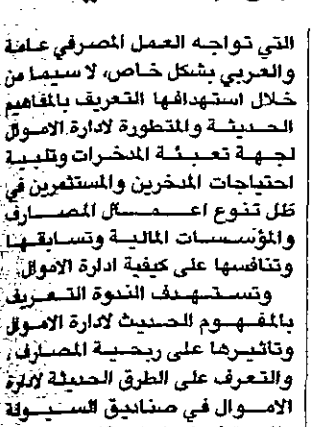 التي تواجه العمل المصرفي عامة
والعربي بشكل خاص، لا سيما من
خلال استهدافها التعريف بالمفاهيم
الحديثة والمتطورة لادارة الاموال
لجهة تعبئة المدخرات وتلبية
احتياجات المدخرين والمستثمرين في
ظل تنوع اعمال المصارف
والمؤسسات المالية وتسابقها
وتنافسها على كيفية ادارة الاموال.
وتستهدف الندوة التعريف
بالمفهوم الحديث لادارة الاموال
وتاثيرها على ربحية المصارف،
والتعرف على الطرق الحديثة لادارة
الاموال في صناديق السيولة